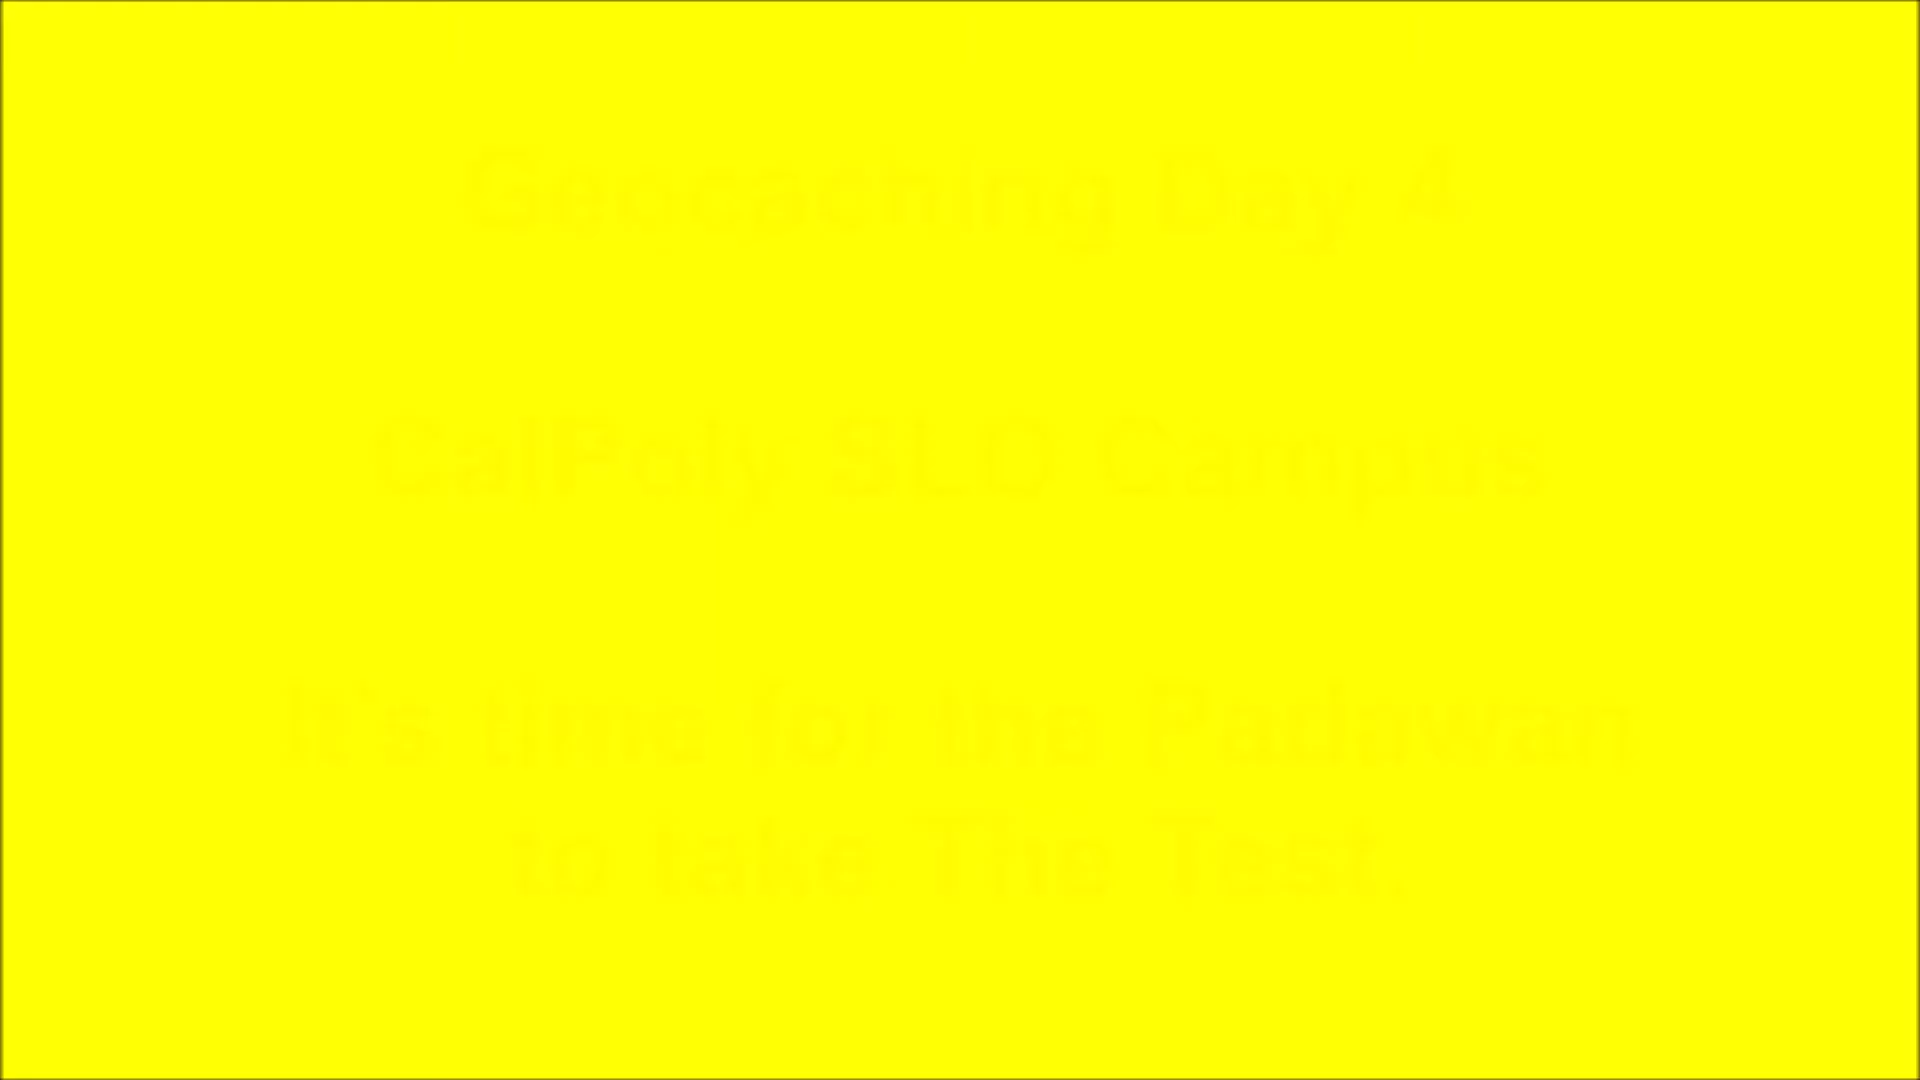 Geocaching Day 4
CalPoly SLO Campus
It's time for the Padawan
to take The Test.